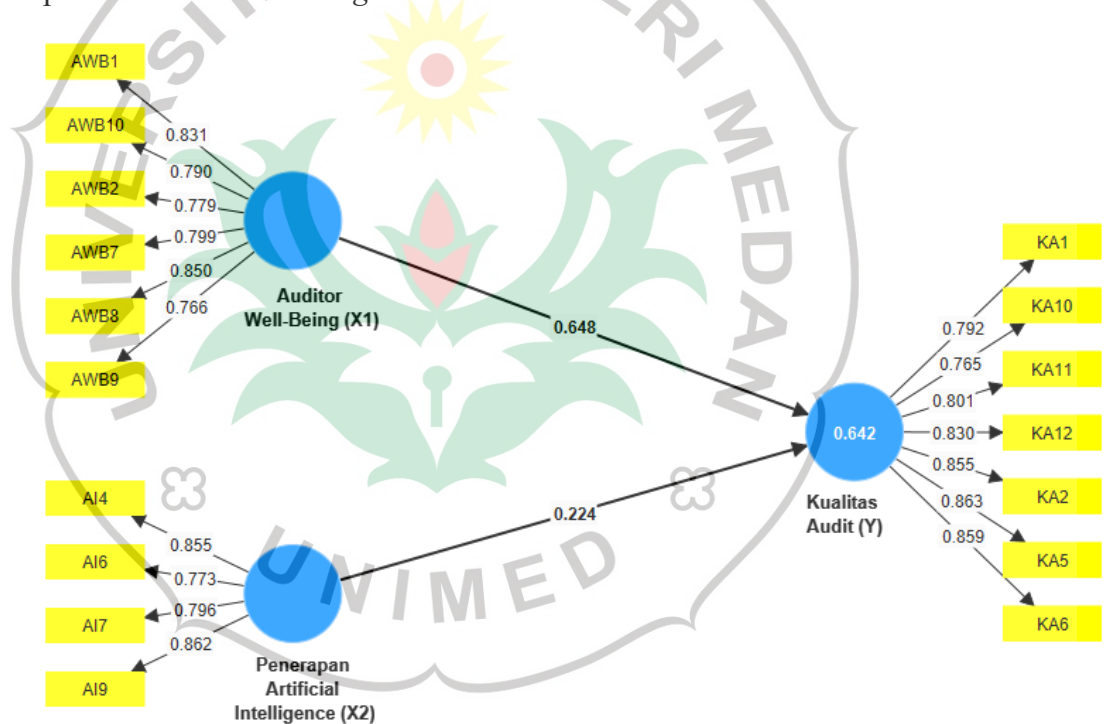 AWB1
AWB10
AWB2
AWB7
AWB8
AWB9
0.831
0.790
0.779
0.799
0.850
0.766
Auditor
Well-Being (X1)
0.648
AI4
AI6
AI7
AI9
0.855
0.773
0.796
0.862
Penerapan
Artificial
Intelligence (X2)
0.224
0.642
Kualitas
Audit (Y)
0.792
0.765
0.801
0.830
0.855
0.863
0.859
KA1
KA10
KA11
KA12
KA2
KA5
KA6
UNIMED